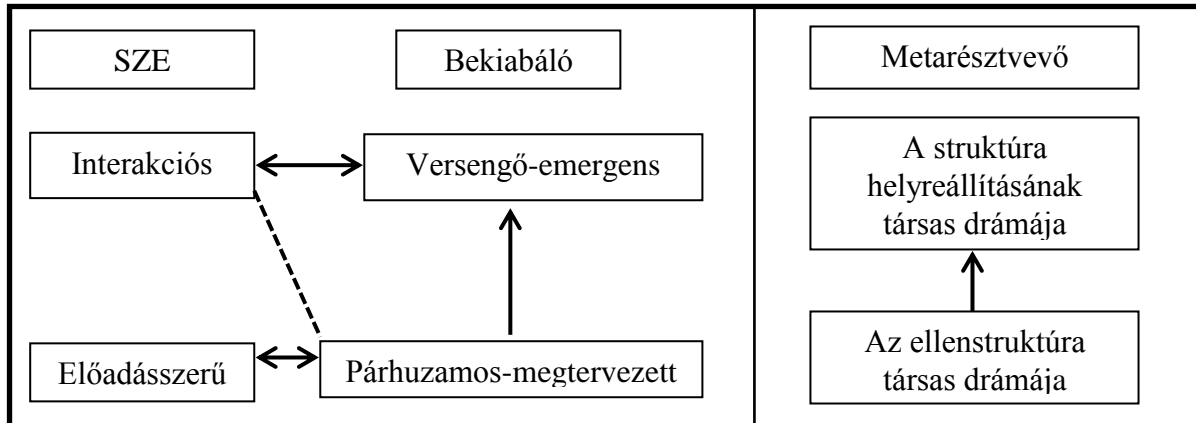 SZE
Bekiabáló
Metarésztvevő
Interakciós
Versengő-emergens
A struktúra
helyreállításának
társas drámája
Előadásszerű
Párhuzamos-megtervezett
Az ellenstruktúra
társas drámája